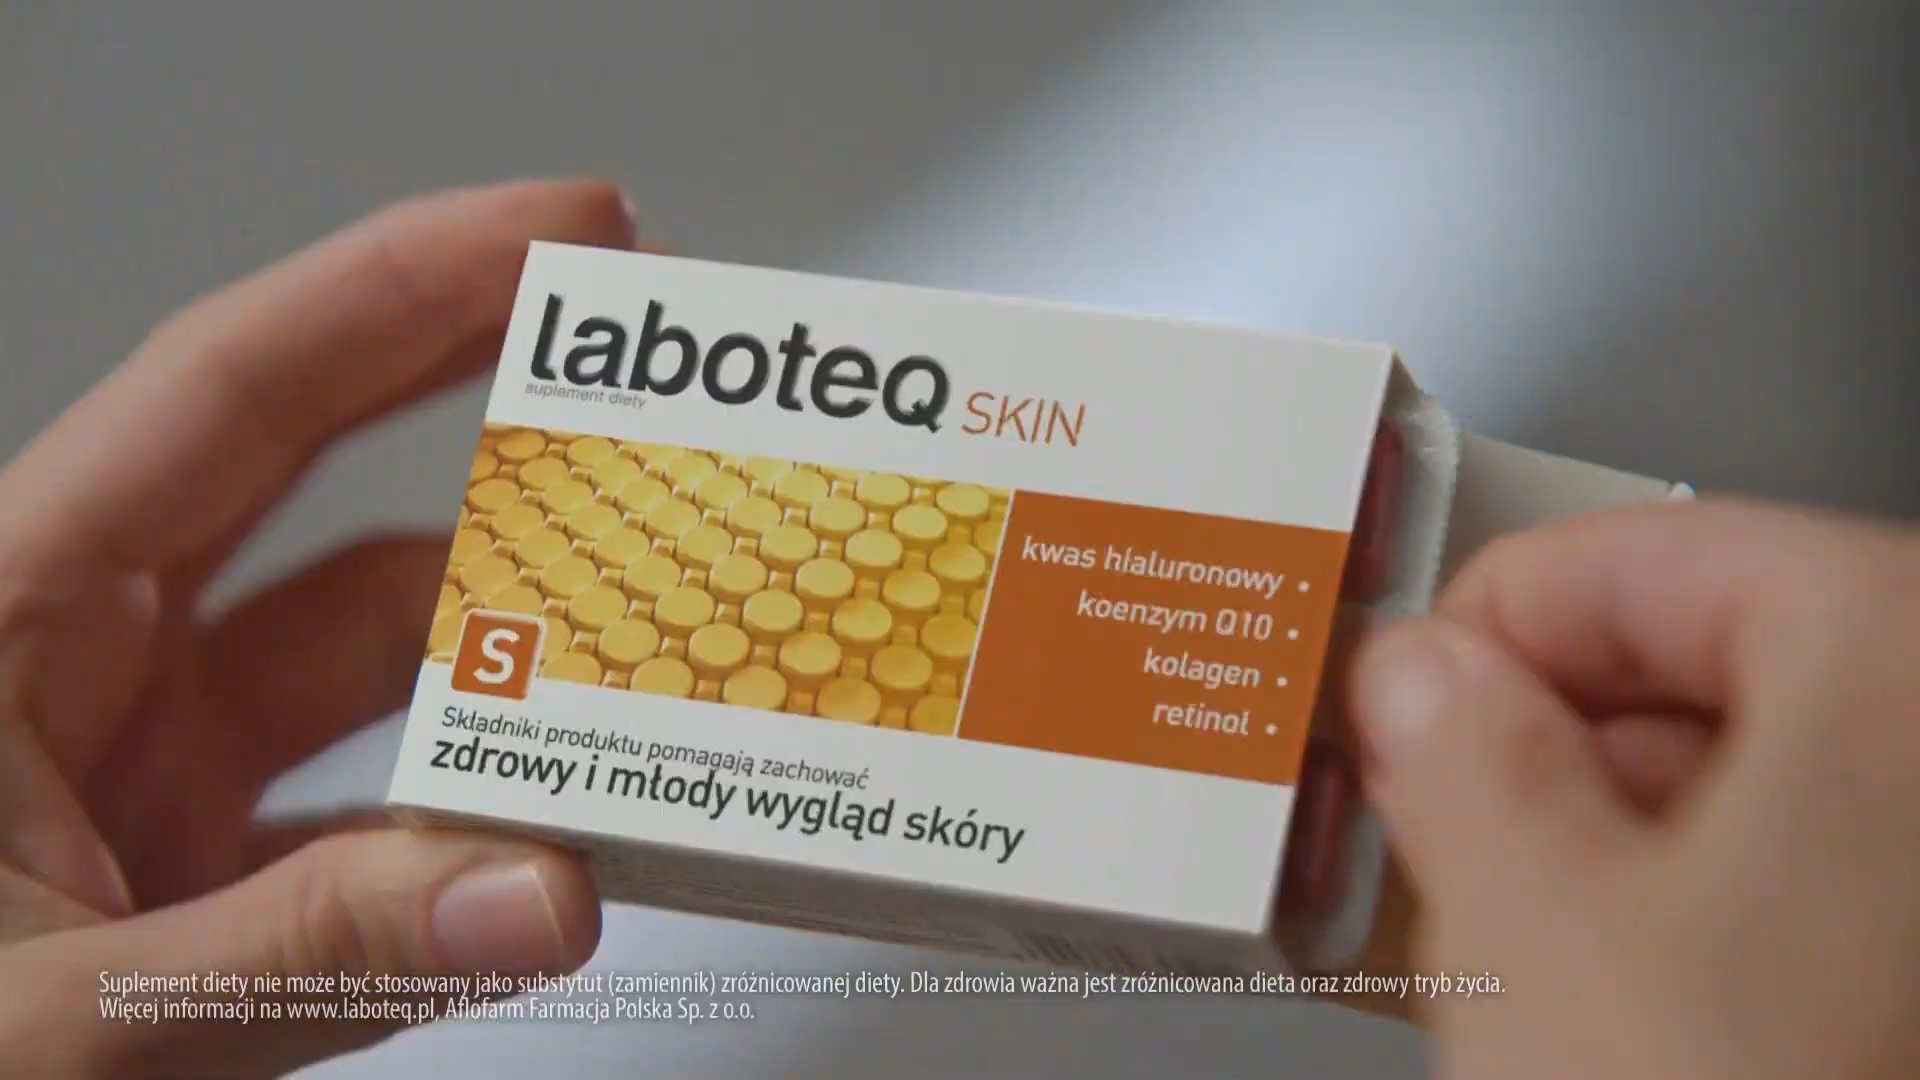 laboteq SKIN
suplement diety
kwas hialuronowy •
koenzym Q10 •
kolagen •
retinol •
S
Składniki produktu pomagają zachować
zdrowy i młody wygląd skóry
Suplement diety nie może być stosowany jako substytut (zamiennik) zróżnicowanej diety. Dla zdrowia ważna jest zróżnicowana dieta oraz zdrowy tryb życia.
Więcej informacji na www.laboteq.pl, Aflofarm Farmacja Polska Sp. z o.o.